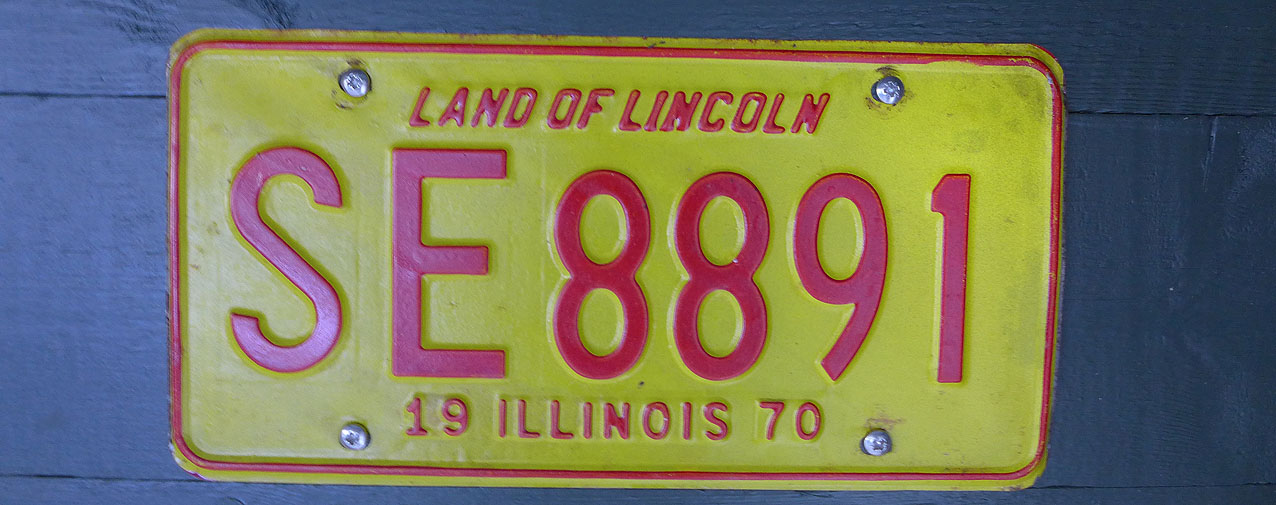 LAND OF LINCOLN
SE 8891
19 ILLINOIS 70